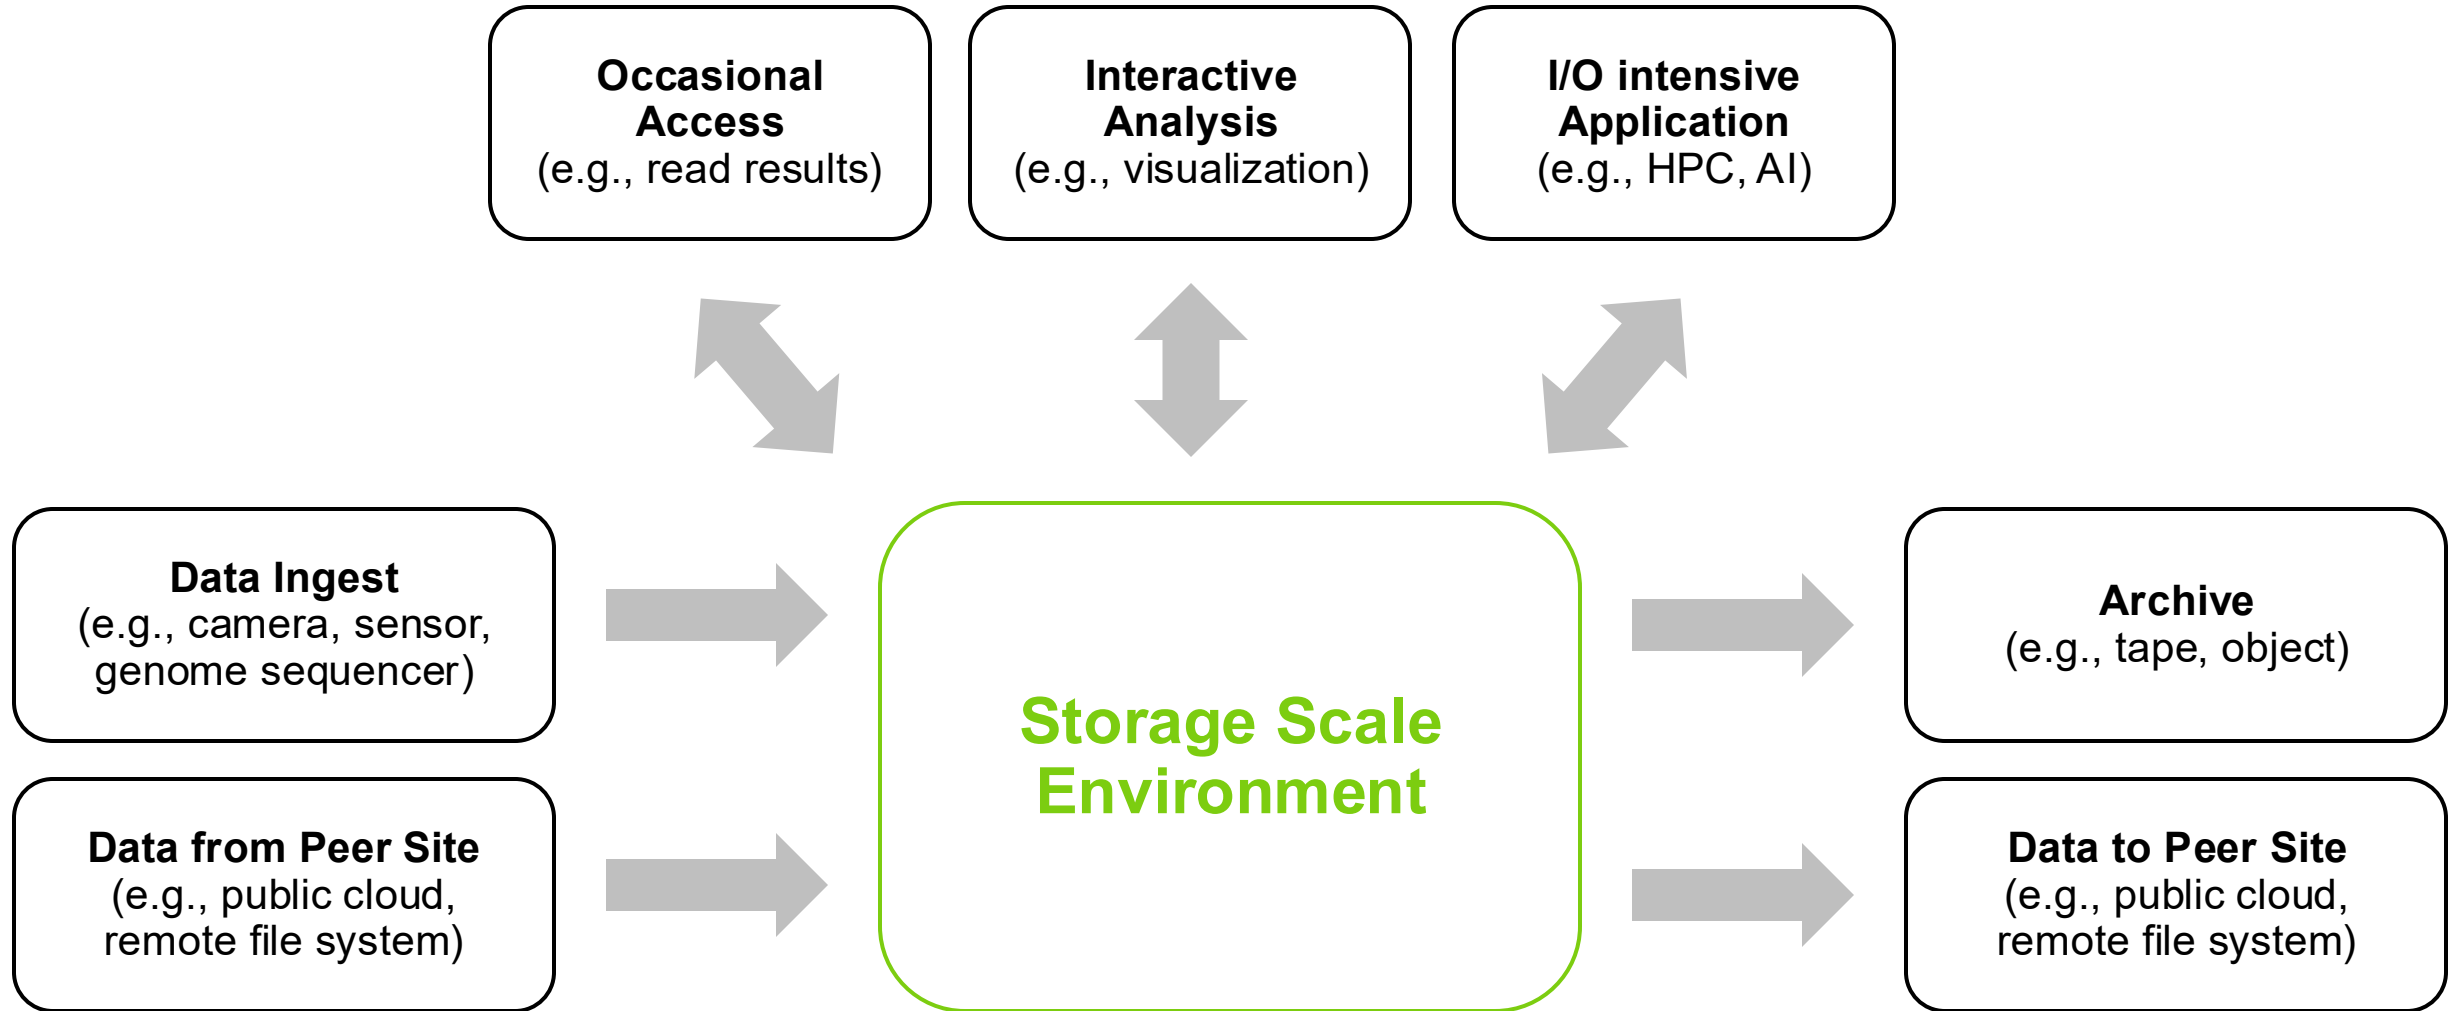 Occasional
Access
(e.g., read results)
Interactive
Analysis
(e.g., visualization)
I/O intensive
Application
(e.g., HPC, AI)
Data Ingest
(e.g., camera, sensor,
genome sequencer)
Data from Peer Site
(e.g., public cloud,
remote file system)
Storage Scale
Environment
Archive
(e.g., tape, object)
Data to Peer Site
(e.g., public cloud,
remote file system)